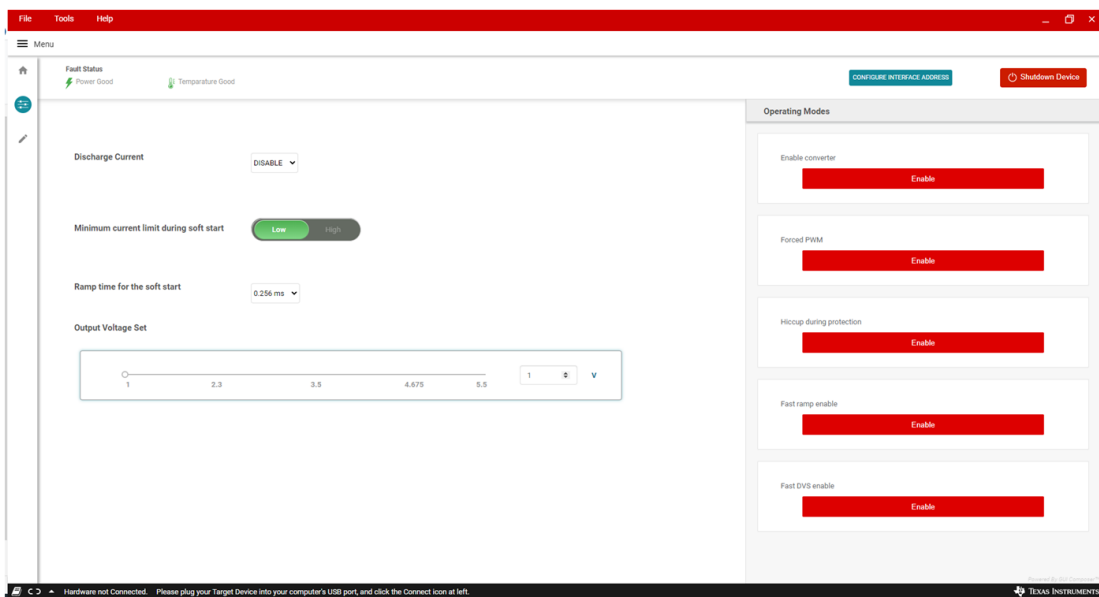 File Tools Help
Menu
Fault Status
Power Good Temparature Good
CONFIGURE INTERFACE ADDRESS
Shutdown Device
Discharge Current
DISABLE
Minimum current limit during soft start
Low High
Ramp time for the soft start
0.256 ms
Output Voltage Set
1 2.3 3.5 4.675 5.5
1 V
Operating Modes
Enable converter
Enable
Forced PWM
Enable
Hiccup during protection
Enable
Fast ramp enable
Enable
Fast DVS enable
Enable
Powered By GUI Composer™
Hardware not Connected. Please plug your Target Device into your computer's USB port, and click the Connect icon at left.
TEXAS INSTRUMENTS